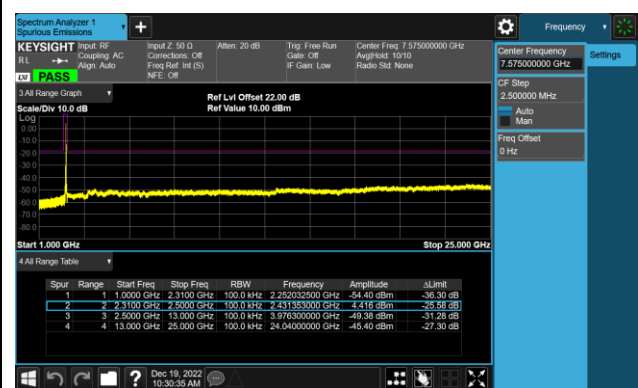 Spectrum Analyzer 1
Spurious Emissions
Frequency
KEYSIGHT Input: RF Input Z: 50 Ω Atten: 20 dB Trig: Free Run Center Freq: 7.575000000 GHz
RL Coupling: AC Corrections: Off Gate: Off Avg|Hold: 10/10
Align: Auto Freq Ref: Int (S) IF Gain: Low Radio Std: None
LXI PASS NFE: Off
Center Frequency
7.575000000 GHz
Settings
CF Step
2.500000 MHz
Auto
Man
Freq Offset
0 Hz
3 All Range Graph
Ref Lvl Offset 22.00 dB
Scale/Div 10.0 dB Ref Value 10.00 dBm
Log
0.00
-10.0
-20.0
-30.0
-40.0
-50.0
-60.0
-70.0
-80.0
Start 1.000 GHz Stop 25.000 GHz
4 All Range Table
Spur Range Start Freq Stop Freq RBW Frequency Amplitude ΔLimit
1 1 1.0000 GHz 2.3100 GHz 100.0 kHz 2.252032500 GHz -54.40 dBm -36.30 dB
2 2 2.3100 GHz 2.5000 GHz 100.0 kHz 2.431353000 GHz 4.416 dBm -25.58 dB
3 3 2.5000 GHz 13.000 GHz 100.0 kHz 3.976300000 GHz -49.38 dBm -31.28 dB
4 4 13.000 GHz 25.000 GHz 100.0 kHz 24.04000000 GHz -45.40 dBm -27.30 dB
? Dec 19, 2022
10:30:35 AM